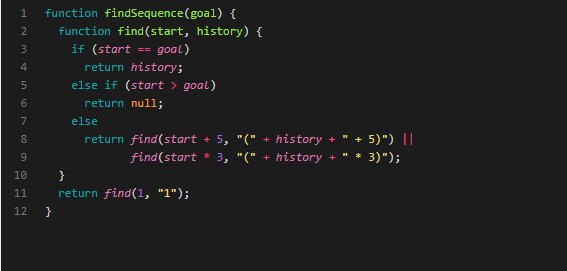 1 function findSequence(goal) {
2   function find(start, history) {
3     if (start == goal)
4       return history;
5     else if (start > goal)
6       return null;
7     else
8       return find(start + 5, "(" + history + " + 5)") ||
9              find(start * 3, "(" + history + " * 3)");
10   }
11   return find(1, "1");
12 }